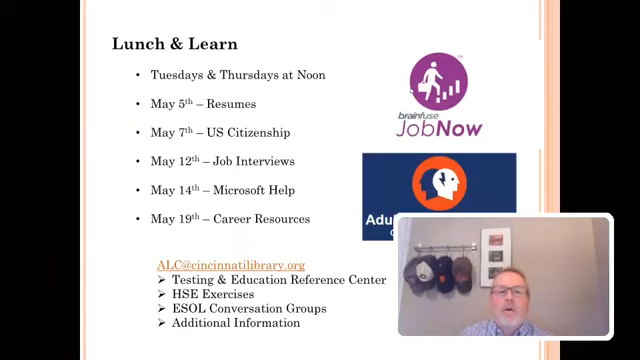 Lunch & Learn
• Tuesdays & Thursdays at Noon
• May 5th – Resumes
• May 7th – US Citizenship
• May 12th – Job Interviews
• May 14th – Microsoft Help
• May 19th – Career Resources
ALC@cincinnatilibrary.org
➢ Testing & Education Reference Center
➢ HSE Exercises
➢ ESOL Conversation Groups
➢ Additional Information
TM
brainfuse
JobNow